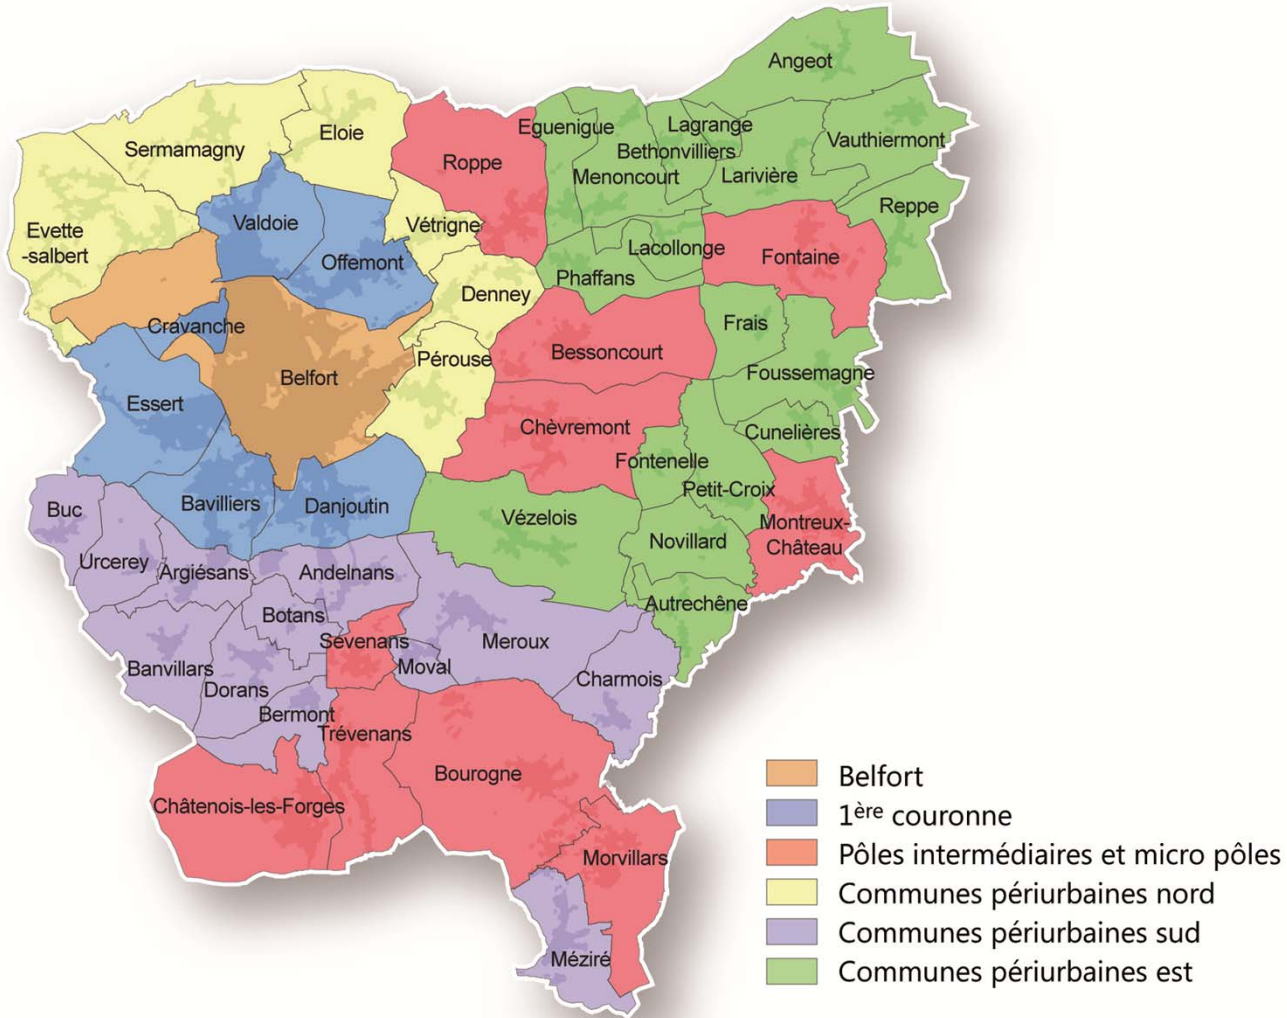 Angeot
Eguenigue
Lagrange
Eloie
Vauthiermont
Sermamagny
Bethonvilliers
Roppe
Menoncourt
Larivière
Reppe
Valdoie
Vétrigne
Evette
-salbert
Lacollonge
Fontaine
Offemont
Phaffans
Denney
Cravanche
Frais
Bessoncourt
Pérouse
Foussemagne
Belfort
Essert
Chèvremont
Cunelières
Fontenelle
Petit-Croix
Bavilliers
Danjoutin
Buc
Vézelois
Montreux-
Château
Novillard
Urcerey
Argiésans
Andelnans
Autrechêne
Botans
Sévenans
Meroux
Moval
Banvillars
Charmois
Dorans
Bermont
Trévenans
Bourogne
Châtenois-les-Forges
Morvillars
Méziré
Belfort
1ère couronne
Pôles intermédiaires et micro pôles
Communes périurbaines nord
Communes périurbaines sud
Communes périurbaines est